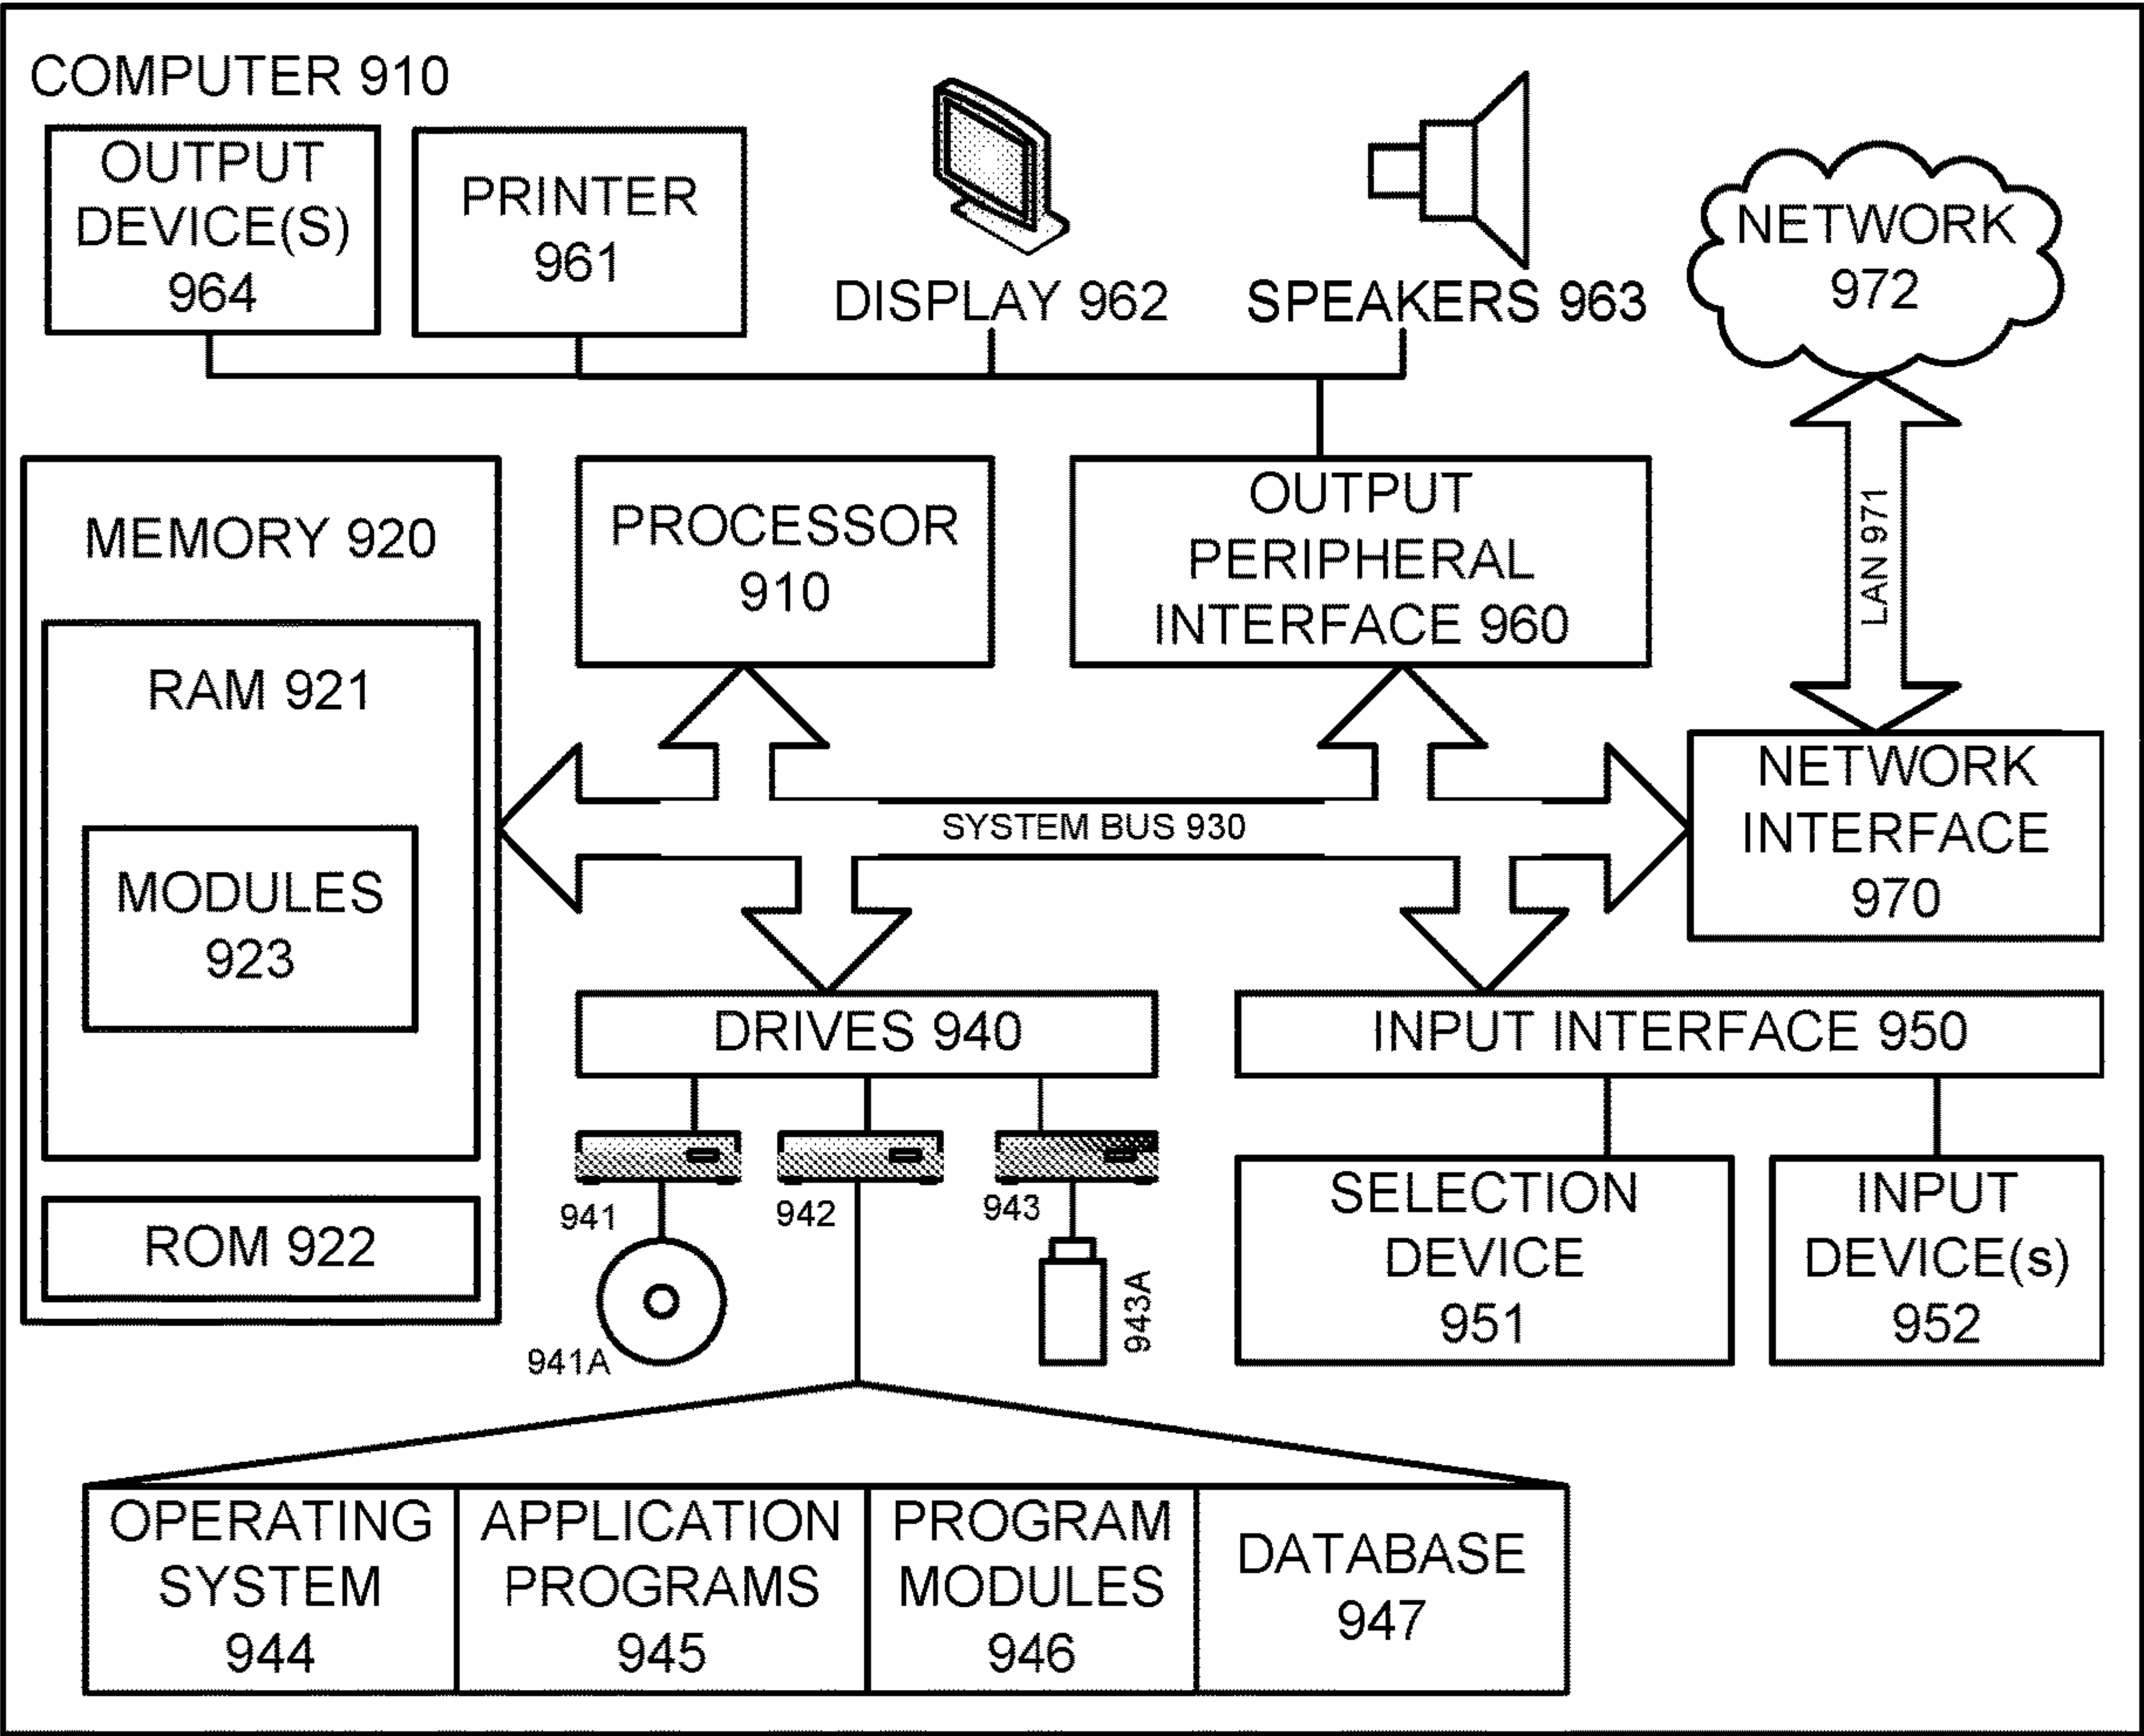 COMPUTER 910
OUTPUT
DEVICE(S)
964
PRINTER
961
DISPLAY 962
SPEAKERS 963
NETWORK
972
LAN 971
MEMORY 920
RAM 921
MODULES
923
ROM 922
PROCESSOR
910
OUTPUT
PERIPHERAL
INTERFACE 960
SYSTEM BUS 930
NETWORK
INTERFACE
970
DRIVES 940
941
942
943
941A
943A
INPUT INTERFACE 950
SELECTION
DEVICE
951
INPUT
DEVICE(s)
952
OPERATING
SYSTEM
944
APPLICATION
PROGRAMS
945
PROGRAM
MODULES
946
DATABASE
947